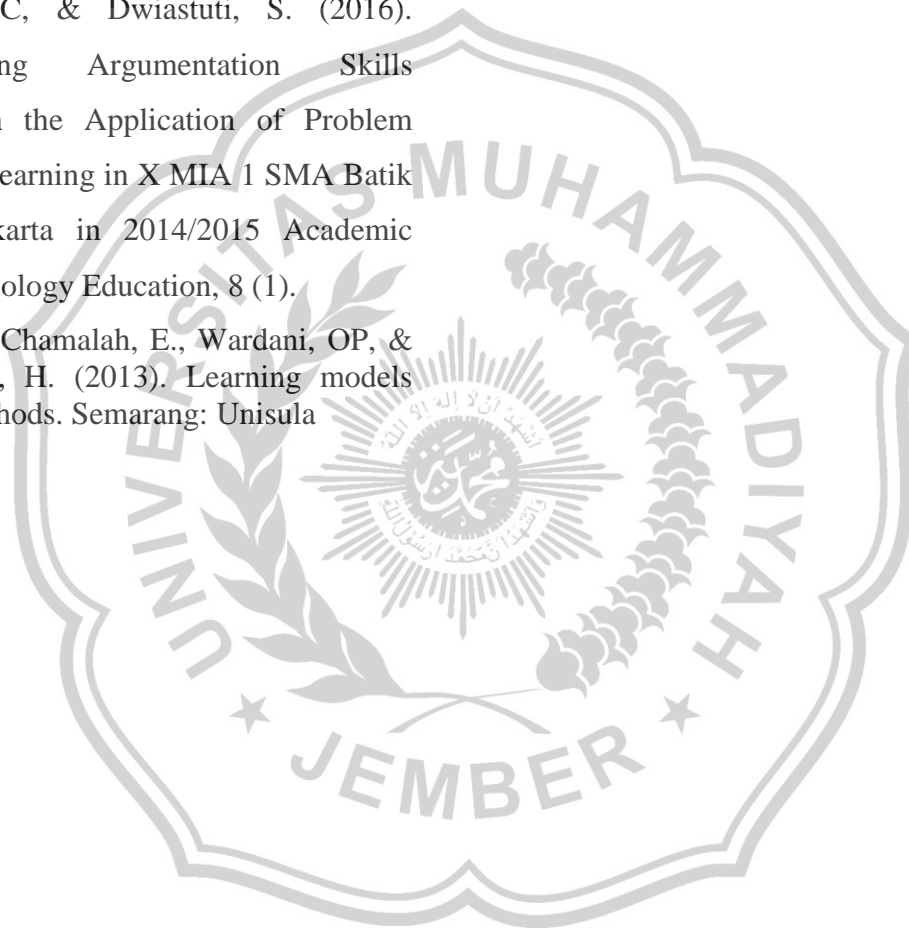 C, & Dwiastuti, S. (2016).
ng Argumentation Skills
the Application of Problem
earning in X MIA 1 SMA Batik
karta in 2014/2015 Academic
ology Education, 8 (1).
Chamalah, E., Wardani, OP, &
, H. (2013). Learning models
hods. Semarang: Unisula
UNIVERSITAS MUHAMMADIYAH
JEMBER